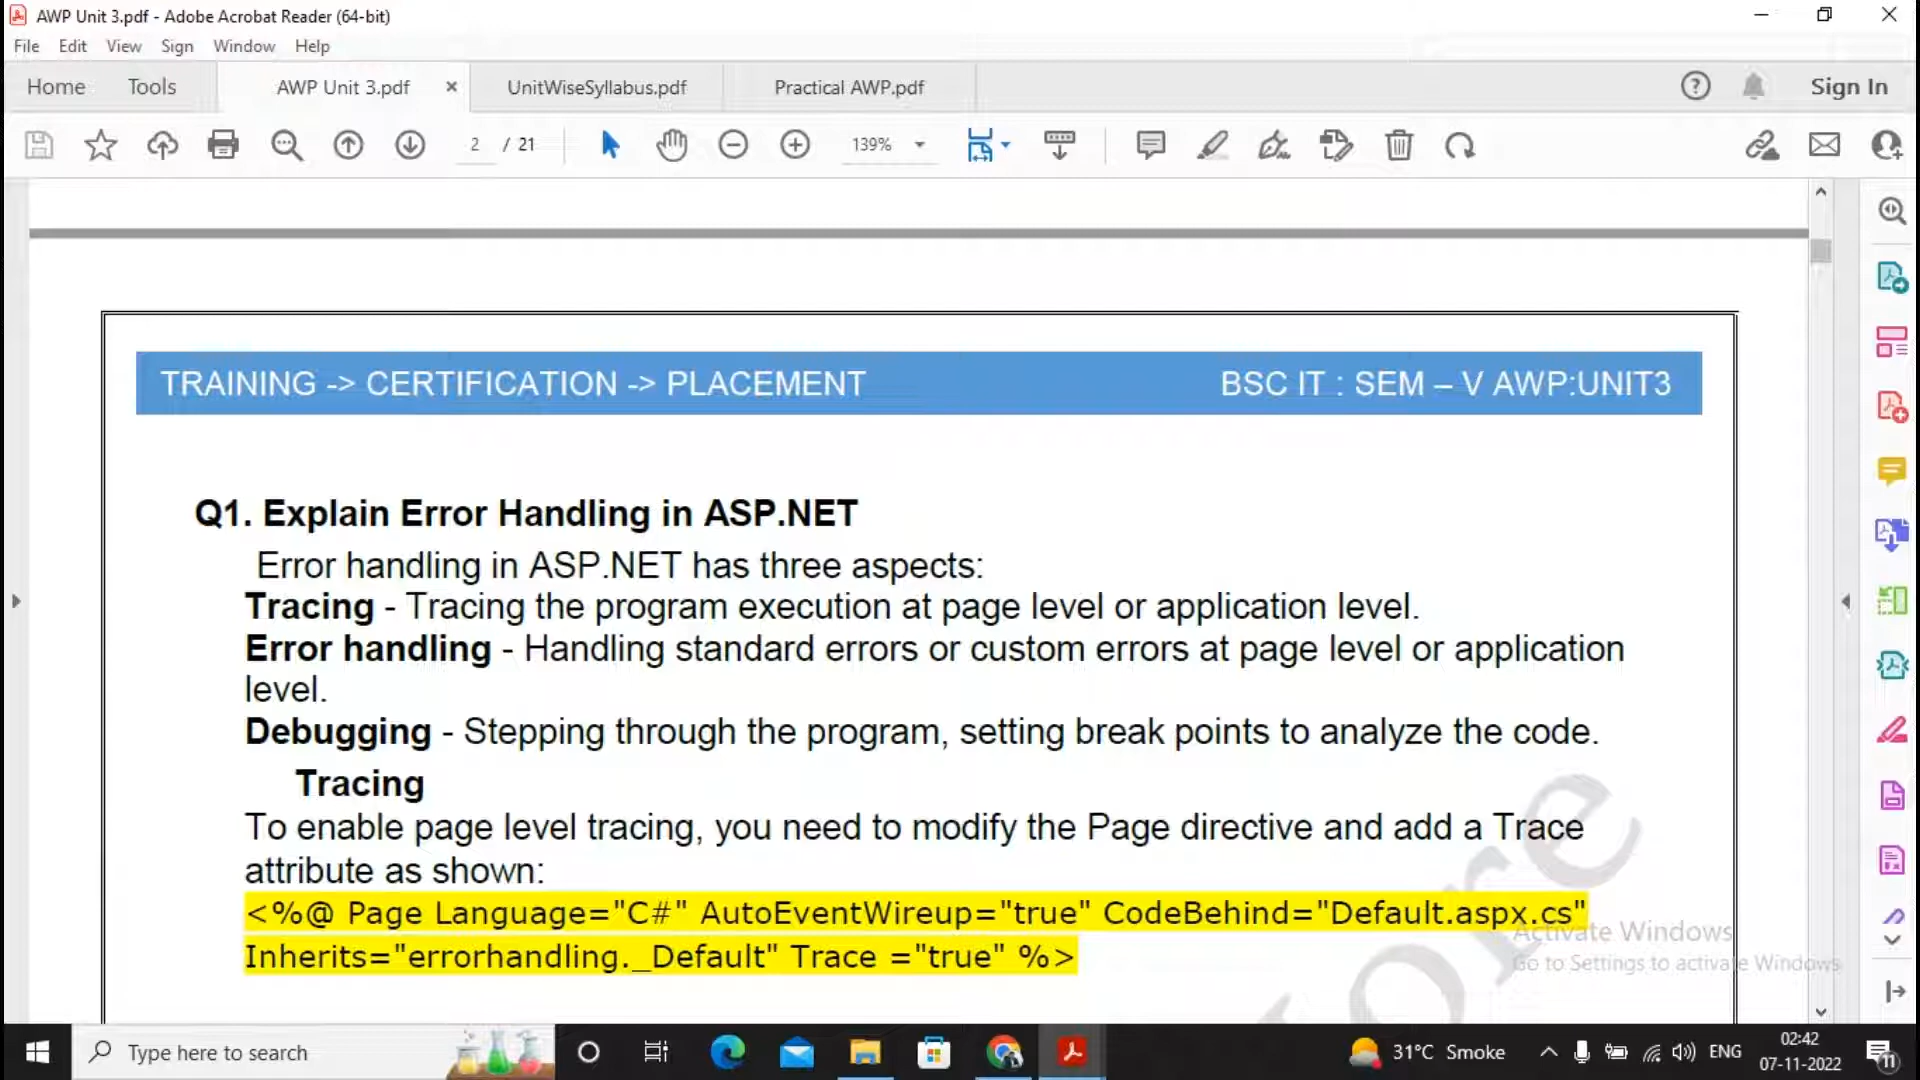 AWP Unit 3.pdf - Adobe Acrobat Reader (64-bit)
File Edit View Sign Window Help
Home Tools AWP Unit 3.pdf × UnitWiseSyllabus.pdf Practical AWP.pdf Sign In
2 / 21 139%
TRAINING -> CERTIFICATION -> PLACEMENT BSC IT : SEM – V AWP:UNIT3
Q1. Explain Error Handling in ASP.NET
Error handling in ASP.NET has three aspects:
Tracing - Tracing the program execution at page level or application level.
Error handling - Handling standard errors or custom errors at page level or application
level.
Debugging - Stepping through the program, setting break points to analyze the code.
Tracing
To enable page level tracing, you need to modify the Page directive and add a Trace
attribute as shown:
<%@ Page Language="C#" AutoEventWireup="true" CodeBehind="Default.aspx.cs"
Inherits="errorhandling._Default" Trace ="true" %>
Activate Windows
Go to Settings to activate Windows
ore
Type here to search 31°C Smoke ENG 02:42
07-11-2022 11